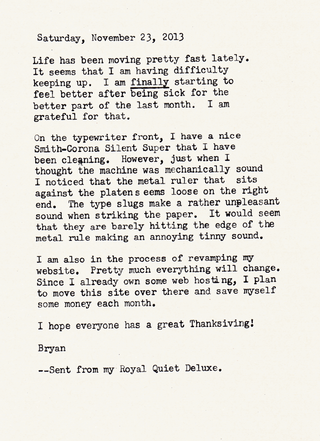 Saturday, November 23, 2013
Life has been moving pretty fast lately.
It seems that I am having difficulty
keeping up. I am finally starting to
feel better after being sick for the
better part of the last month. I am
grateful for that.
On the typewriter front, I have a nice
Smith-Corona Silent Super that I have
been cleaning. However, just when I
thought the machine was mechanically sound
I noticed that the metal ruler that sits
against the platen s eems loose on the right
end. The type slugs make a rather unpleasant
sound when striking the paper. It would seem
that they are barely hitting the edge of the
metal rule making an annoying tinny sound.
I am also in the process of revamping my
website. Pretty much everything will change.
Since I already own some web hosting, I plan
to move this site over there and save myself
some money each month.
I hope everyone has a great Thanksiving!
Bryan
--Sent from my Royal Quiet Deluxe.